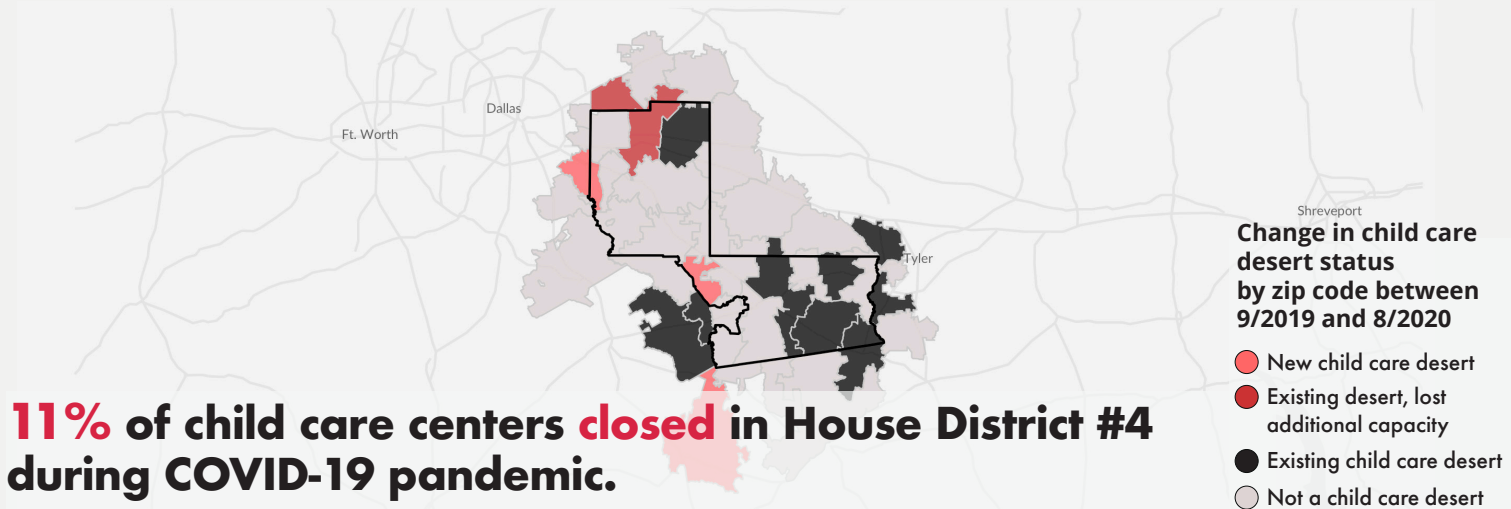 Dallas
Ft. Worth
Shreveport
Tyler
Change in child care
desert status
by zip code between
9/2019 and 8/2020
New child care desert
Existing desert, lost
additional capacity
Existing child care desert
Not a child care desert
11% of child care centers closed in House District #4
during COVID-19 pandemic.